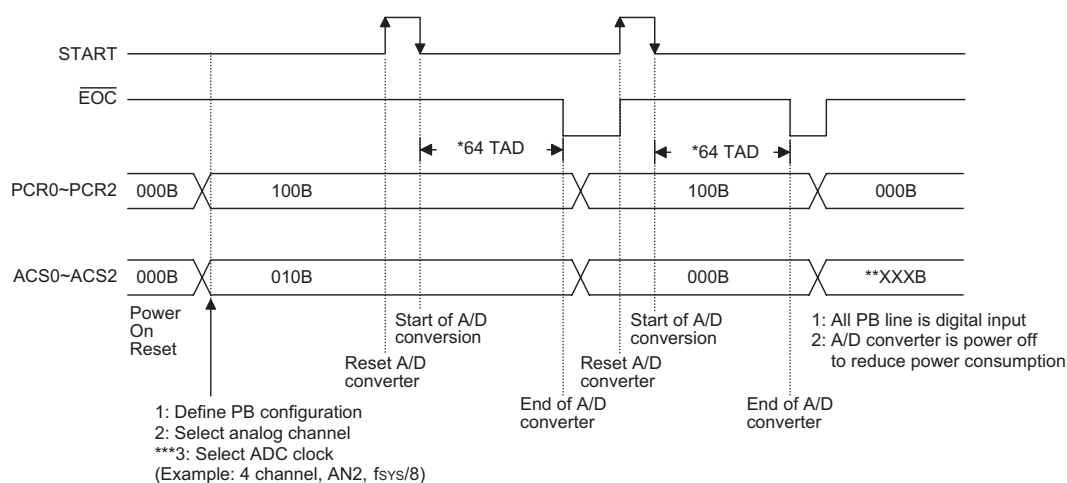 START
EOC
*64 TAD
*64 TAD
PCR0~PCR2
000B
100B
100B
000B
ACS0~ACS2
000B
010B
000B
**XXXB
Power
On
Reset
Start of A/D
conversion
Start of A/D
conversion
1: All PB line is digital input
2: A/D converter is power off
to reduce power consumption
Reset A/D
converter
Reset A/D
converter
End of A/D
converter
End of A/D
converter
1: Define PB configuration
2: Select analog channel
***3: Select ADC clock
(Example: 4 channel, AN2, fSYS/8)